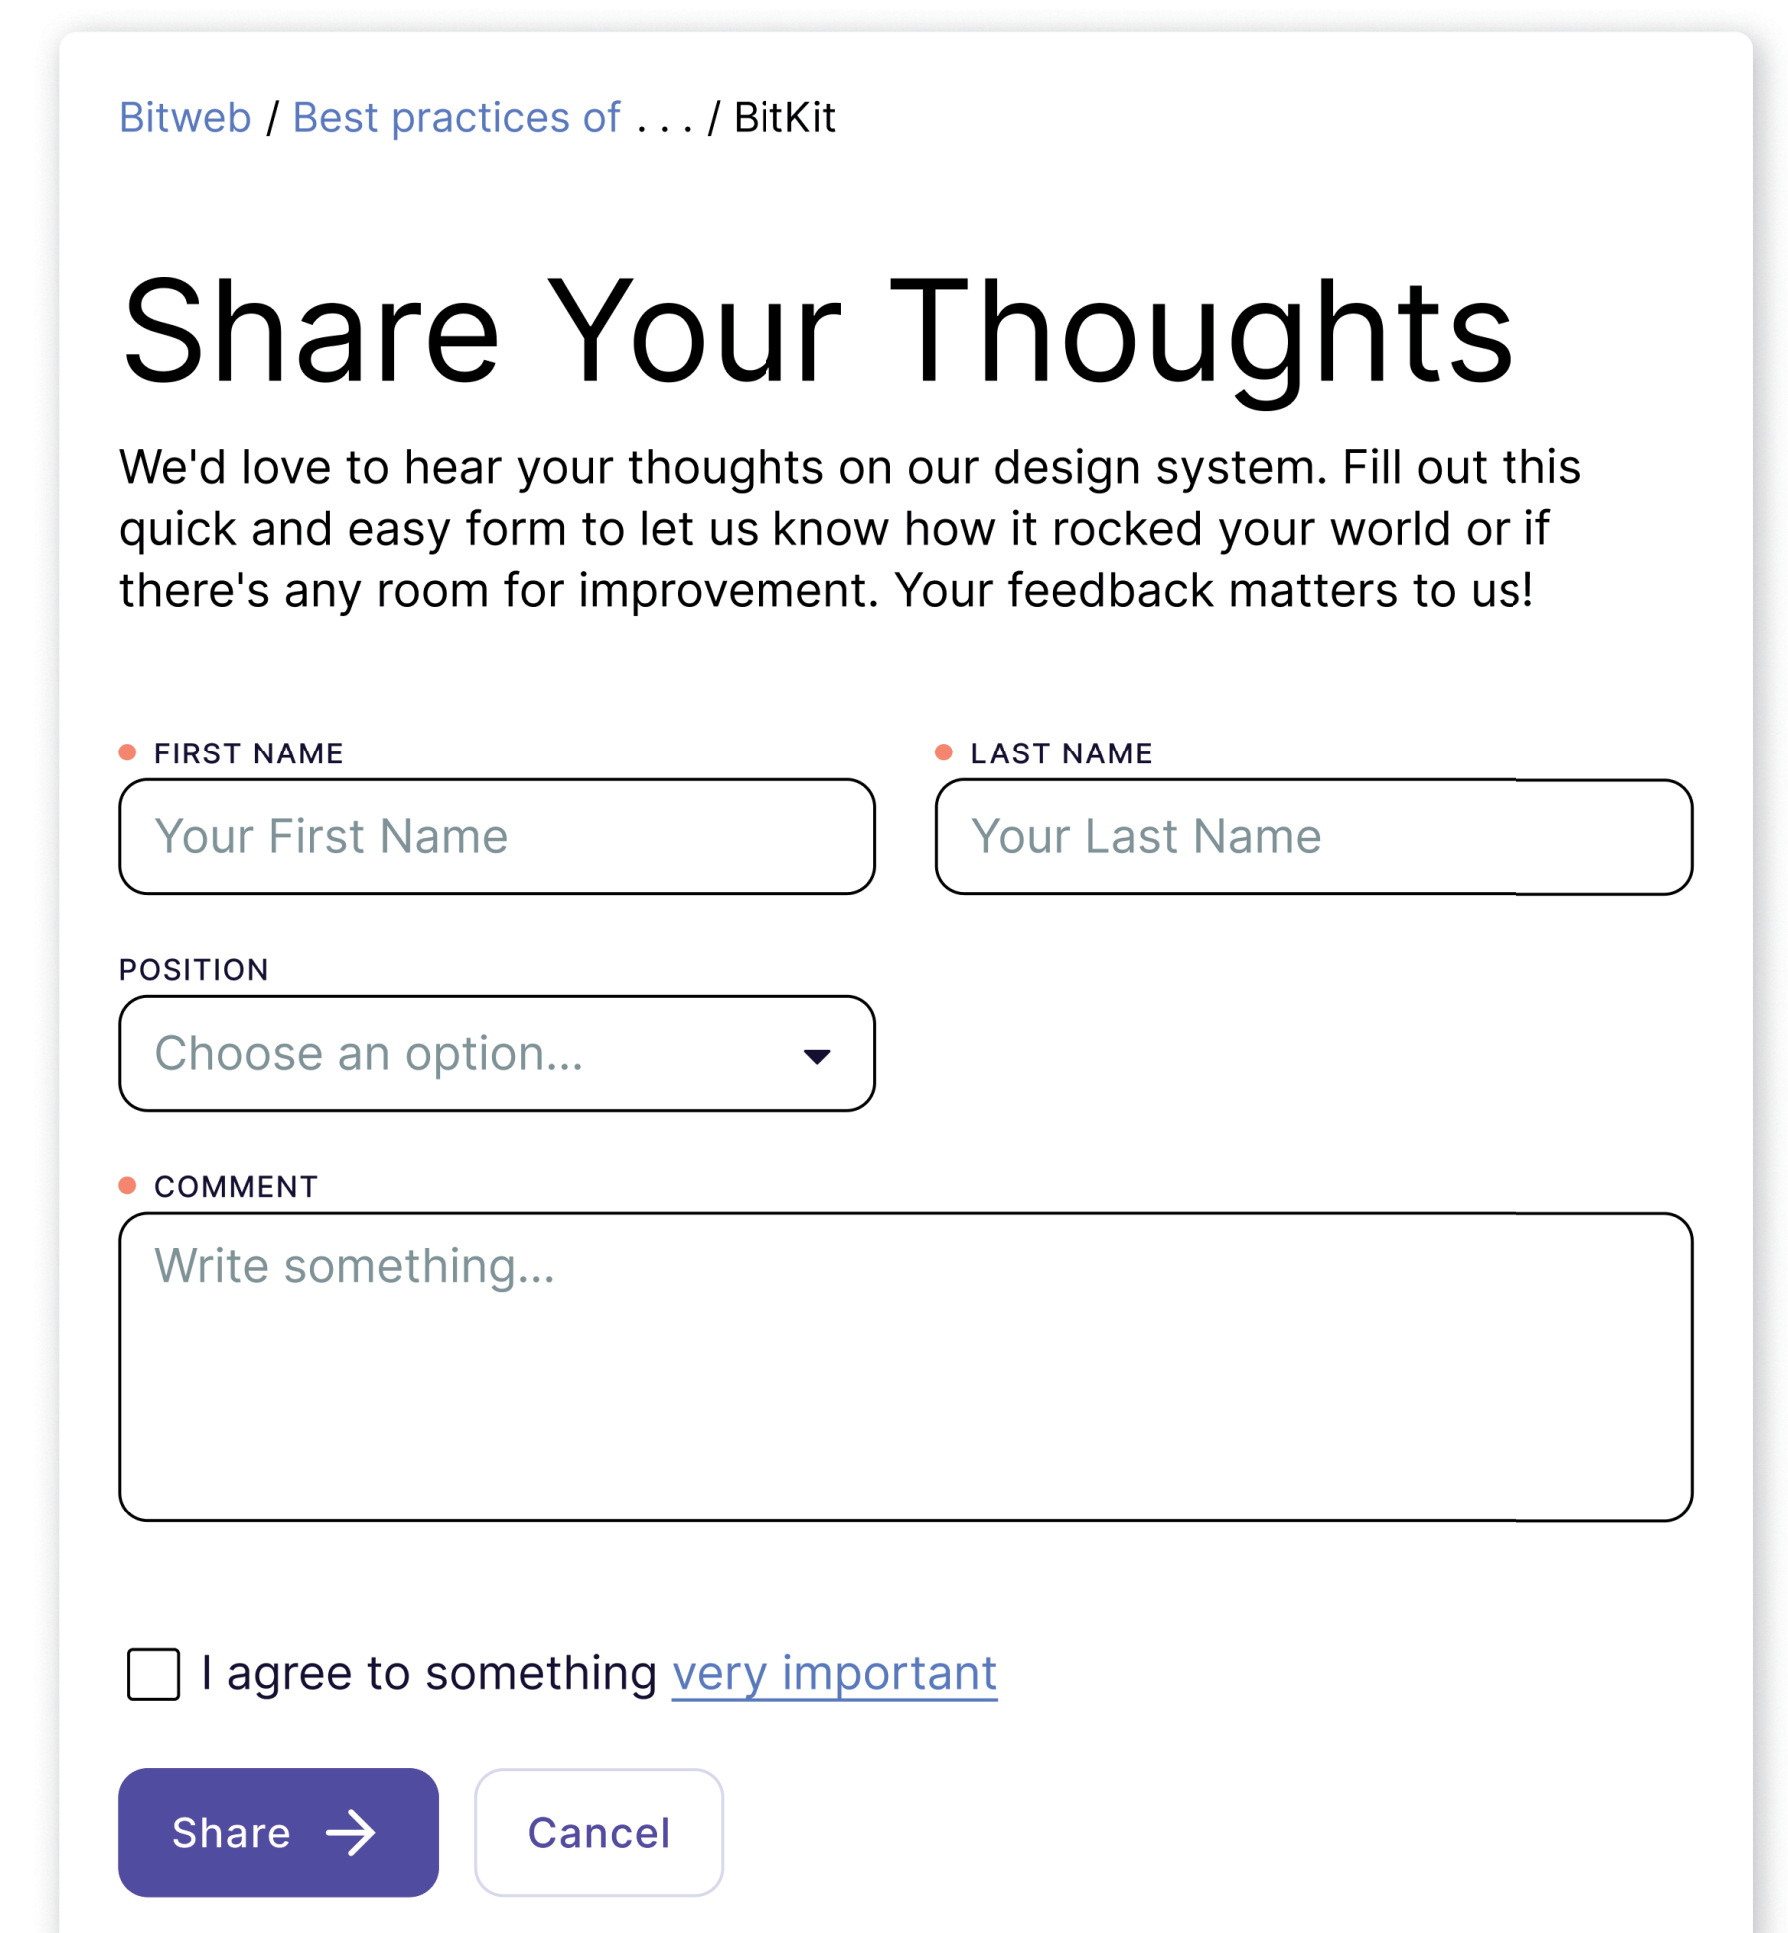 Bitweb / Best practices of . . . / BitKit
Share Your Thoughts
We'd love to hear your thoughts on our design system. Fill out this
quick and easy form to let us know how it rocked your world or if
there's any room for improvement. Your feedback matters to us!
FIRST NAME
Your First Name
LAST NAME
Your Last Name
POSITION
Choose an option...
COMMENT
Write something...
I agree to something very important
Share
Cancel